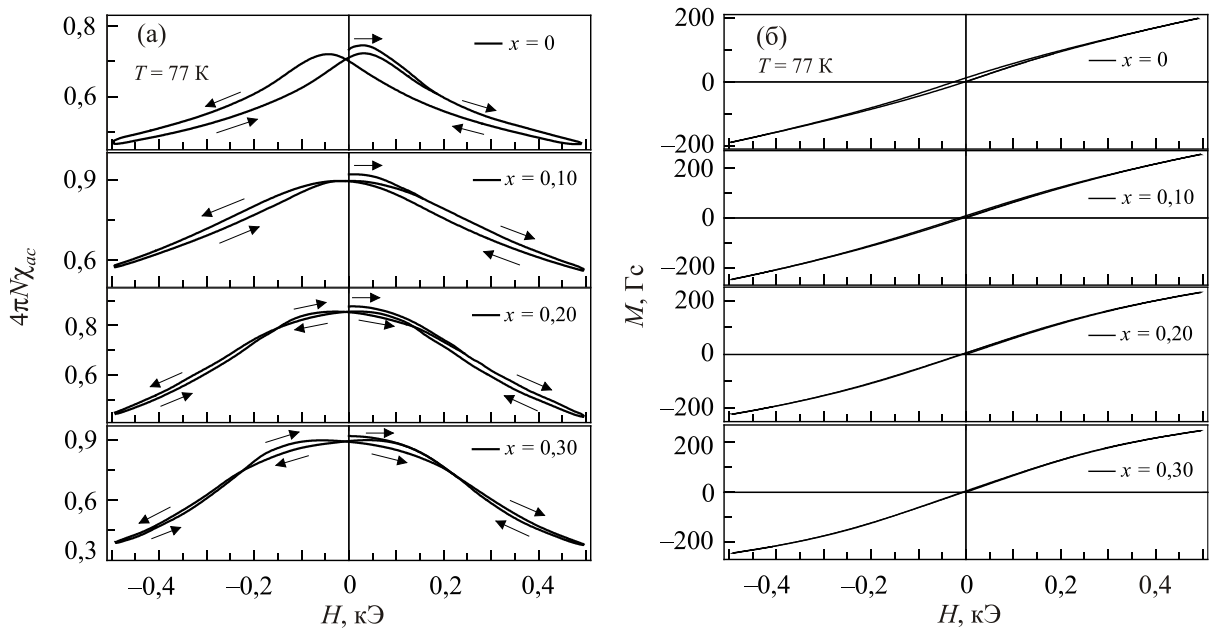 (а)
T = 77 К
x = 0
0,8
0,6
x = 0,10
0,9
0,6
x = 0,20
0,8
0,6
x = 0,30
0,9
0,6
0,3
4πNχac
–0,4 –0,2 0 0,2 0,4
H, кЭ
(б)
T = 77 К
x = 0
200
0
–200
x = 0,10
200
0
–200
x = 0,20
200
0
–200
x = 0,30
200
0
–200
M, Гс
–0,4 –0,2 0 0,2 0,4
H, кЭ